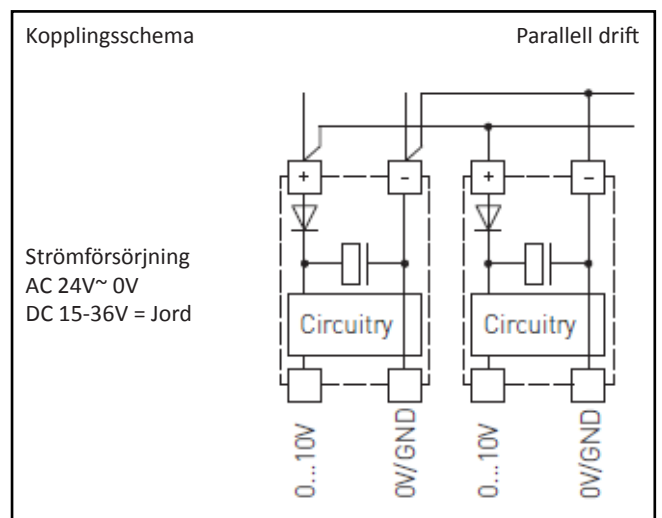 Kopplingsschema
Parallell drift
+
-
+
-
Strömförsörjning
AC 24V~ 0V
DC 15-36V = Jord
Circuitry
Circuitry
0...10V
0V/GND
0...10V
0V/GND